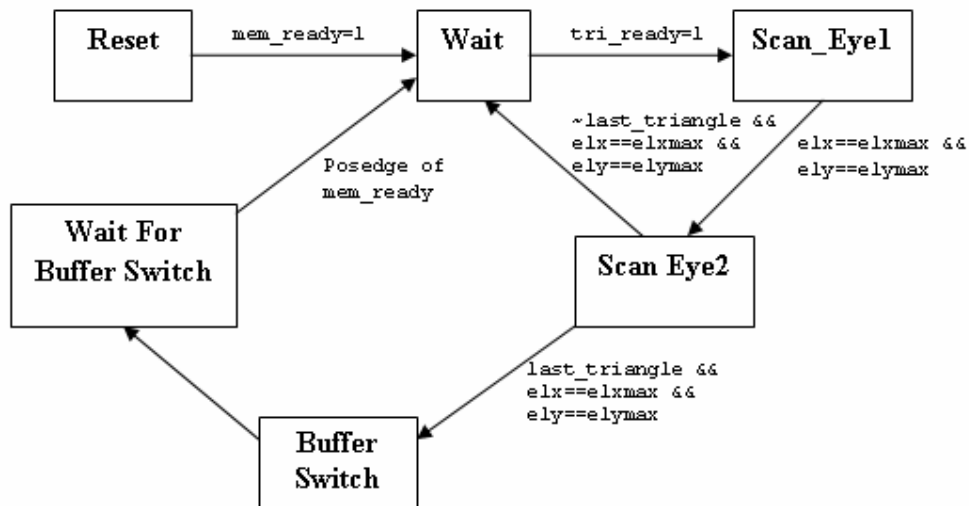 Reset
mem_ready=1
Wait
tri_ready=1
Scan_Eye1
~last_triangle &&
elx==elxmax &&
ely==elymax
elx==elxmax &&
ely==elymax
Posedge of
mem_ready
Wait For
Buffer Switch
Scan Eye2
last_triangle &&
elx==elxmax &&
ely==elymax
Buffer
Switch